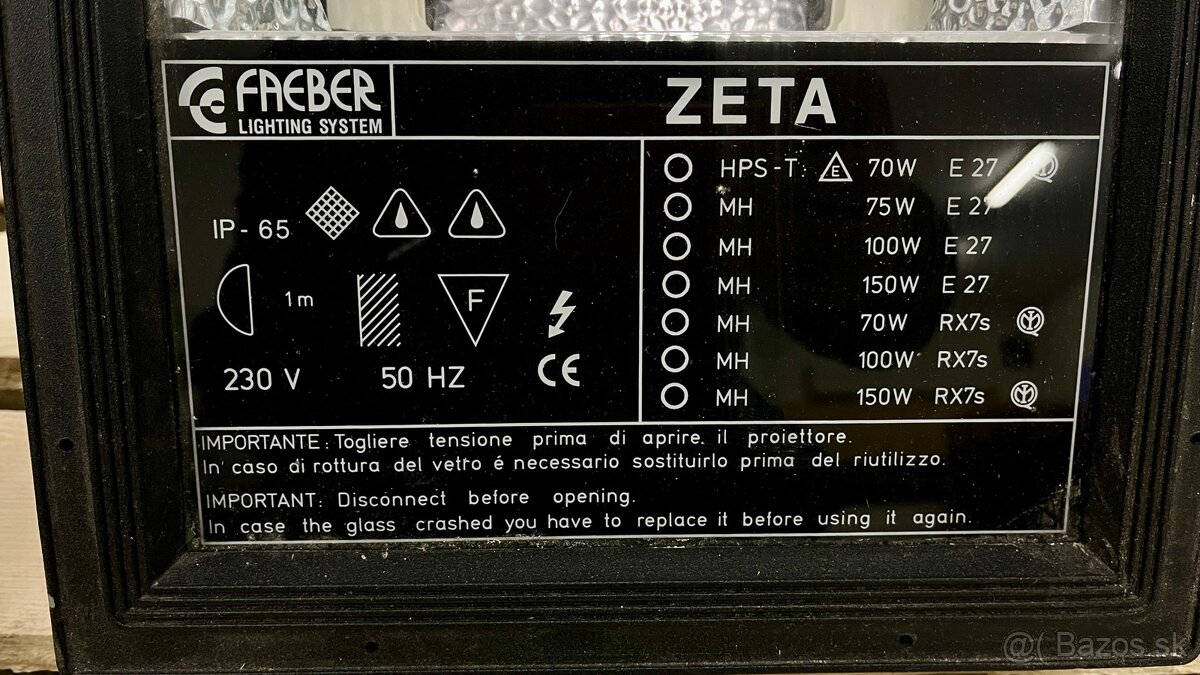 FAEBER
LIGHTING SYSTEM
ZETA
IP - 65
1m
F
230 V 50 HZ CE
HPS-T: E 70W E 27
MH 75W E 27
MH 100W E 27
MH 150W E 27
MH 70W RX7s
MH 100W RX7s
MH 150W RX7s
IMPORTANTE: Togliere tensione prima di aprire. il proiettore.
In caso di rottura del vetro é necessario sostituirlo prima del riutilizzo.
IMPORTANT: Disconnect before opening.
In case the glass crashed you have to replace it before using it again.
@( Bazos.sk